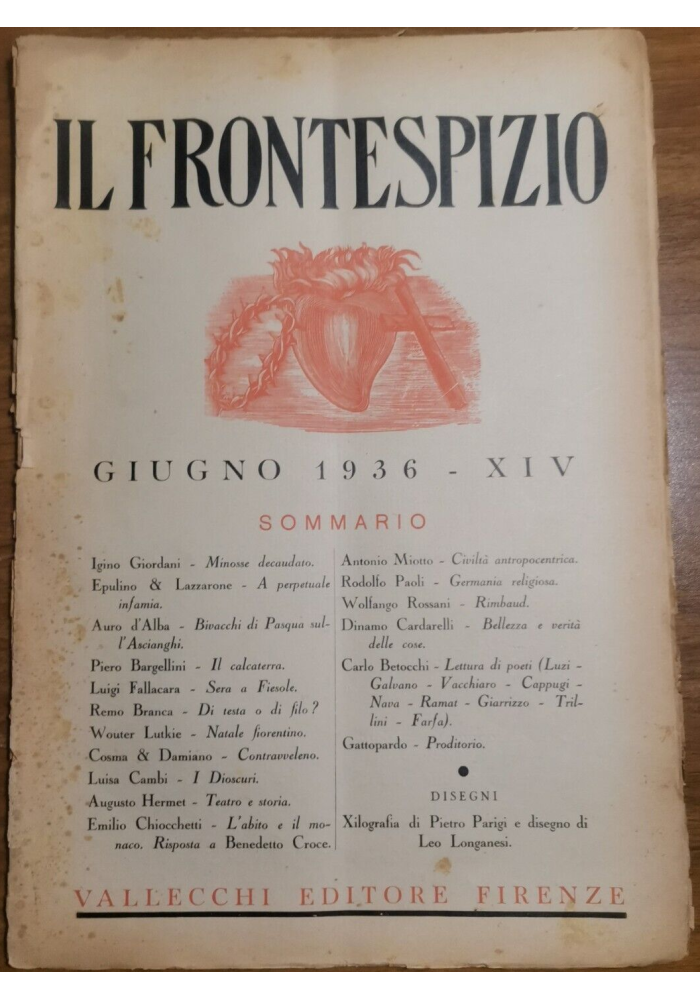 IL FRONTESPIZIO
GIUGNO 1936 - XIV
SOMMARIO
Igino Giordani - Minosse decaudato.
Epulino & Lazzarone - A perpetuale
infamia.
Auro d'Alba - Bivacchi di Pasqua sul-
l'Ascianghi.
Piero Bargellini - Il calcaterra.
Luigi Fallacara - Sera a Fiesole.
Remo Branca - Di testa o di filo?
Wouter Lutkie - Natale fiorentino.
Cosma & Damiano - Contravveleno.
Luisa Cambi - I Dioscuri.
Augusto Hermet - Teatro e storia.
Emilio Chiocchetti - L'abito e il mo-
naco. Risposta a Benedetto Croce.
Antonio Miotto - Civiltà antropocentrica.
Rodolfo Paoli - Germania religiosa.
Wolfango Rossani - Rimbaud.
Dinamo Cardarelli - Bellezza e verità
delle cose.
Carlo Betocchi - Lettura di poeti (Luzi -
Galvano - Vacchiaro - Cappugi -
Nava - Ramat - Giarrizzo - Tril-
lini - Farfa).
Gattopardo - Proditorio.
DISEGNI
Xilografia di Pietro Parigi e disegno di
Leo Longanesi.
VALLECCHI EDITORE FIRENZE